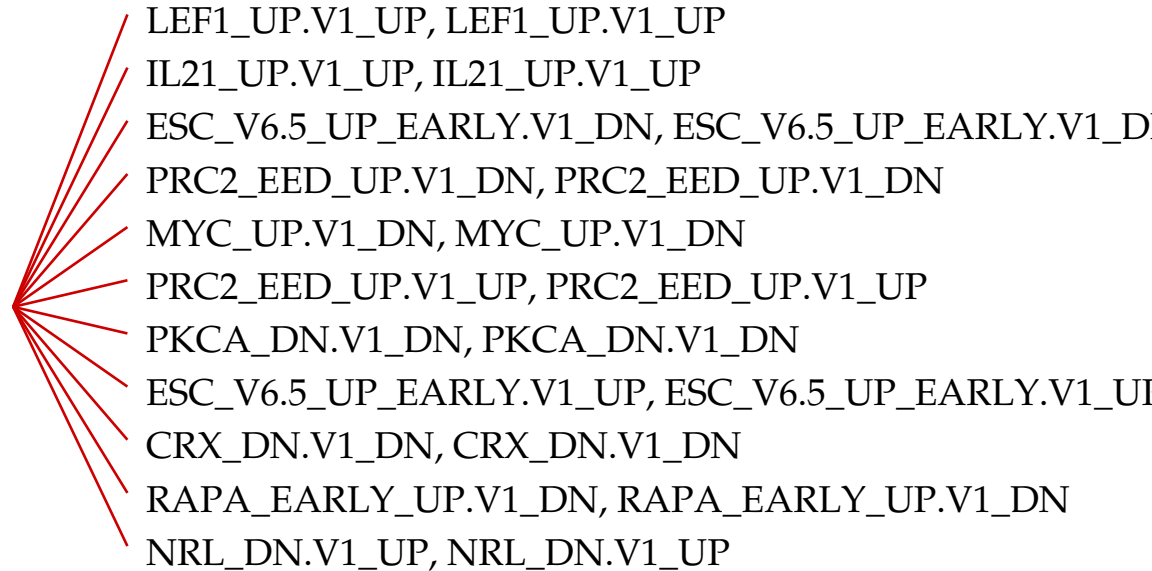 LEF1_UP.V1_UP, LEF1_UP.V1_UP
IL21_UP.V1_UP, IL21_UP.V1_UP
ESC_V6.5_UP_EARLY.V1_DN, ESC_V6.5_UP_EARLY.V1_D
PRC2_EED_UP.V1_DN, PRC2_EED_UP.V1_DN
MYC_UP.V1_DN, MYC_UP.V1_DN
PRC2_EED_UP.V1_UP, PRC2_EED_UP.V1_UP
PKCA_DN.V1_DN, PKCA_DN.V1_DN
ESC_V6.5_UP_EARLY.V1_UP, ESC_V6.5_UP_EARLY.V1_U
CRX_DN.V1_DN, CRX_DN.V1_DN
RAPA_EARLY_UP.V1_DN, RAPA_EARLY_UP.V1_DN
NRL_DN.V1_UP, NRL_DN.V1_UP